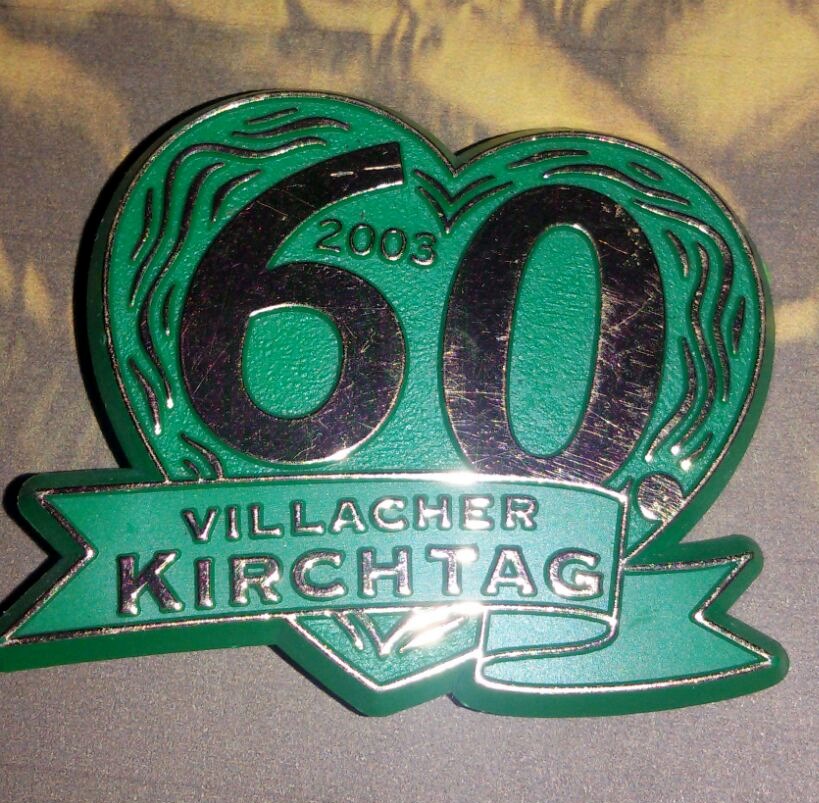 60.
2003
VILLACHER
KIRCHTAG